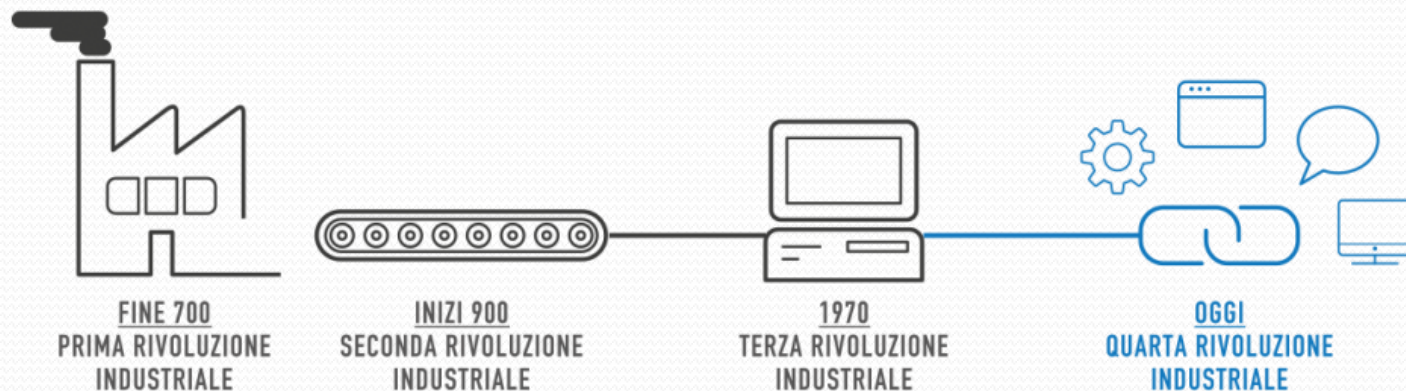 FINE 700
PRIMA RIVOLUZIONE
INDUSTRIALE
INIZI 900
SECONDA RIVOLUZIONE
INDUSTRIALE
1970
TERZA RIVOLUZIONE
INDUSTRIALE
OGGI
QUARTA RIVOLUZIONE
INDUSTRIALE